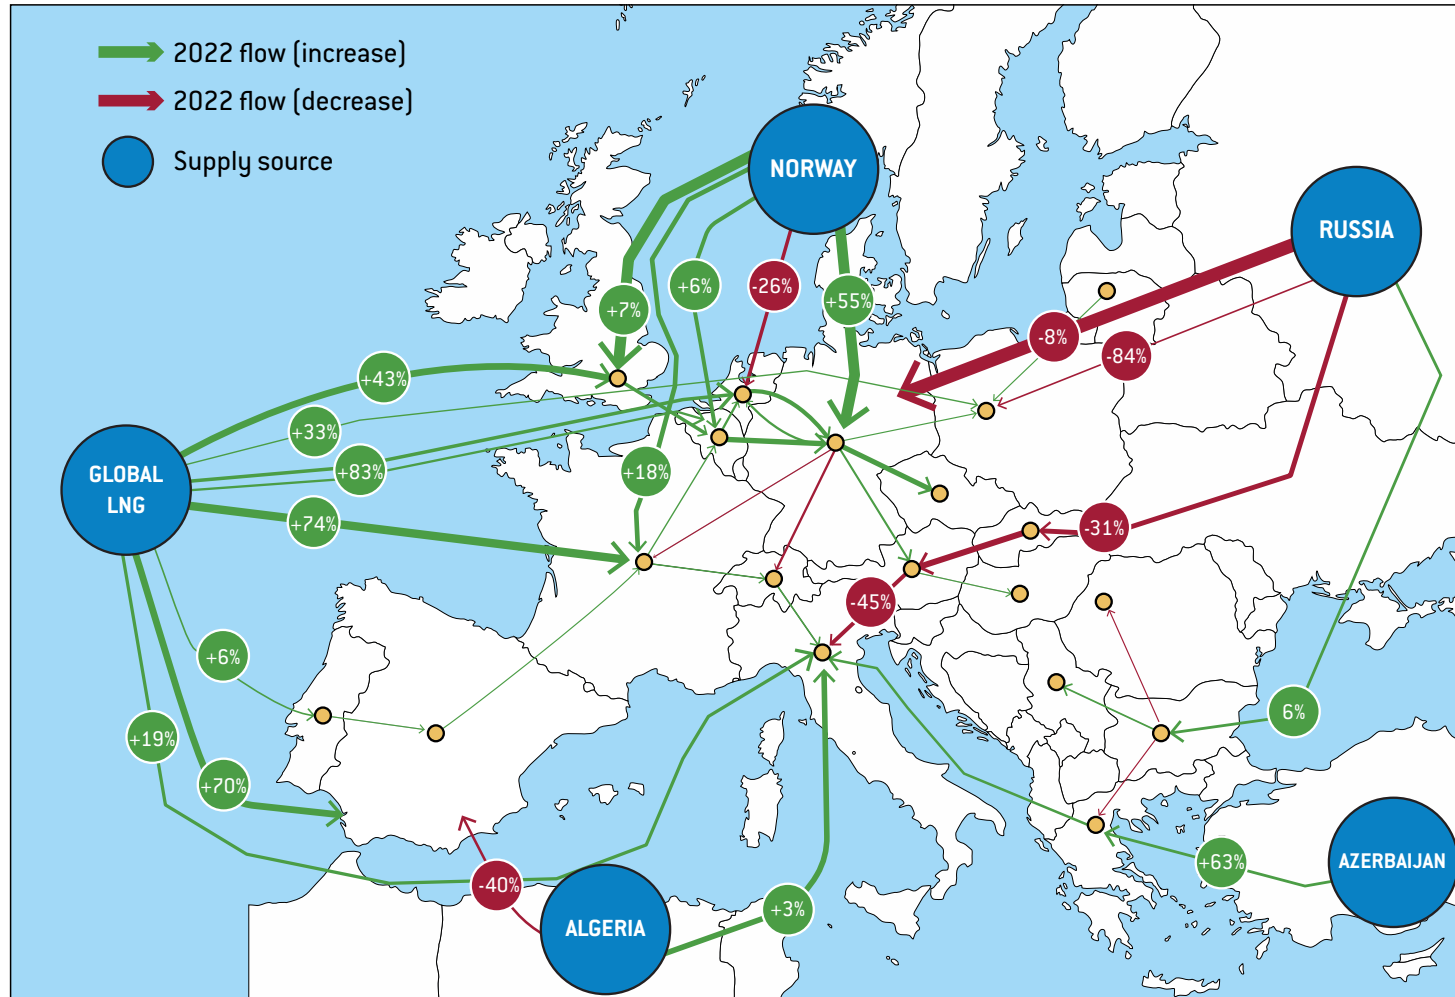 2022 flow (increase)
2022 flow (decrease)
Supply source
NORWAY
RUSSIA
+6%
-26%
+55%
+7%
-8%
-84%
+43%
+33%
+83%
+18%
GLOBAL
LNG
+74%
-31%
-45%
+6%
6%
+19%
+70%
AZERBAIJAN
+63%
-40%
+3%
ALGERIA